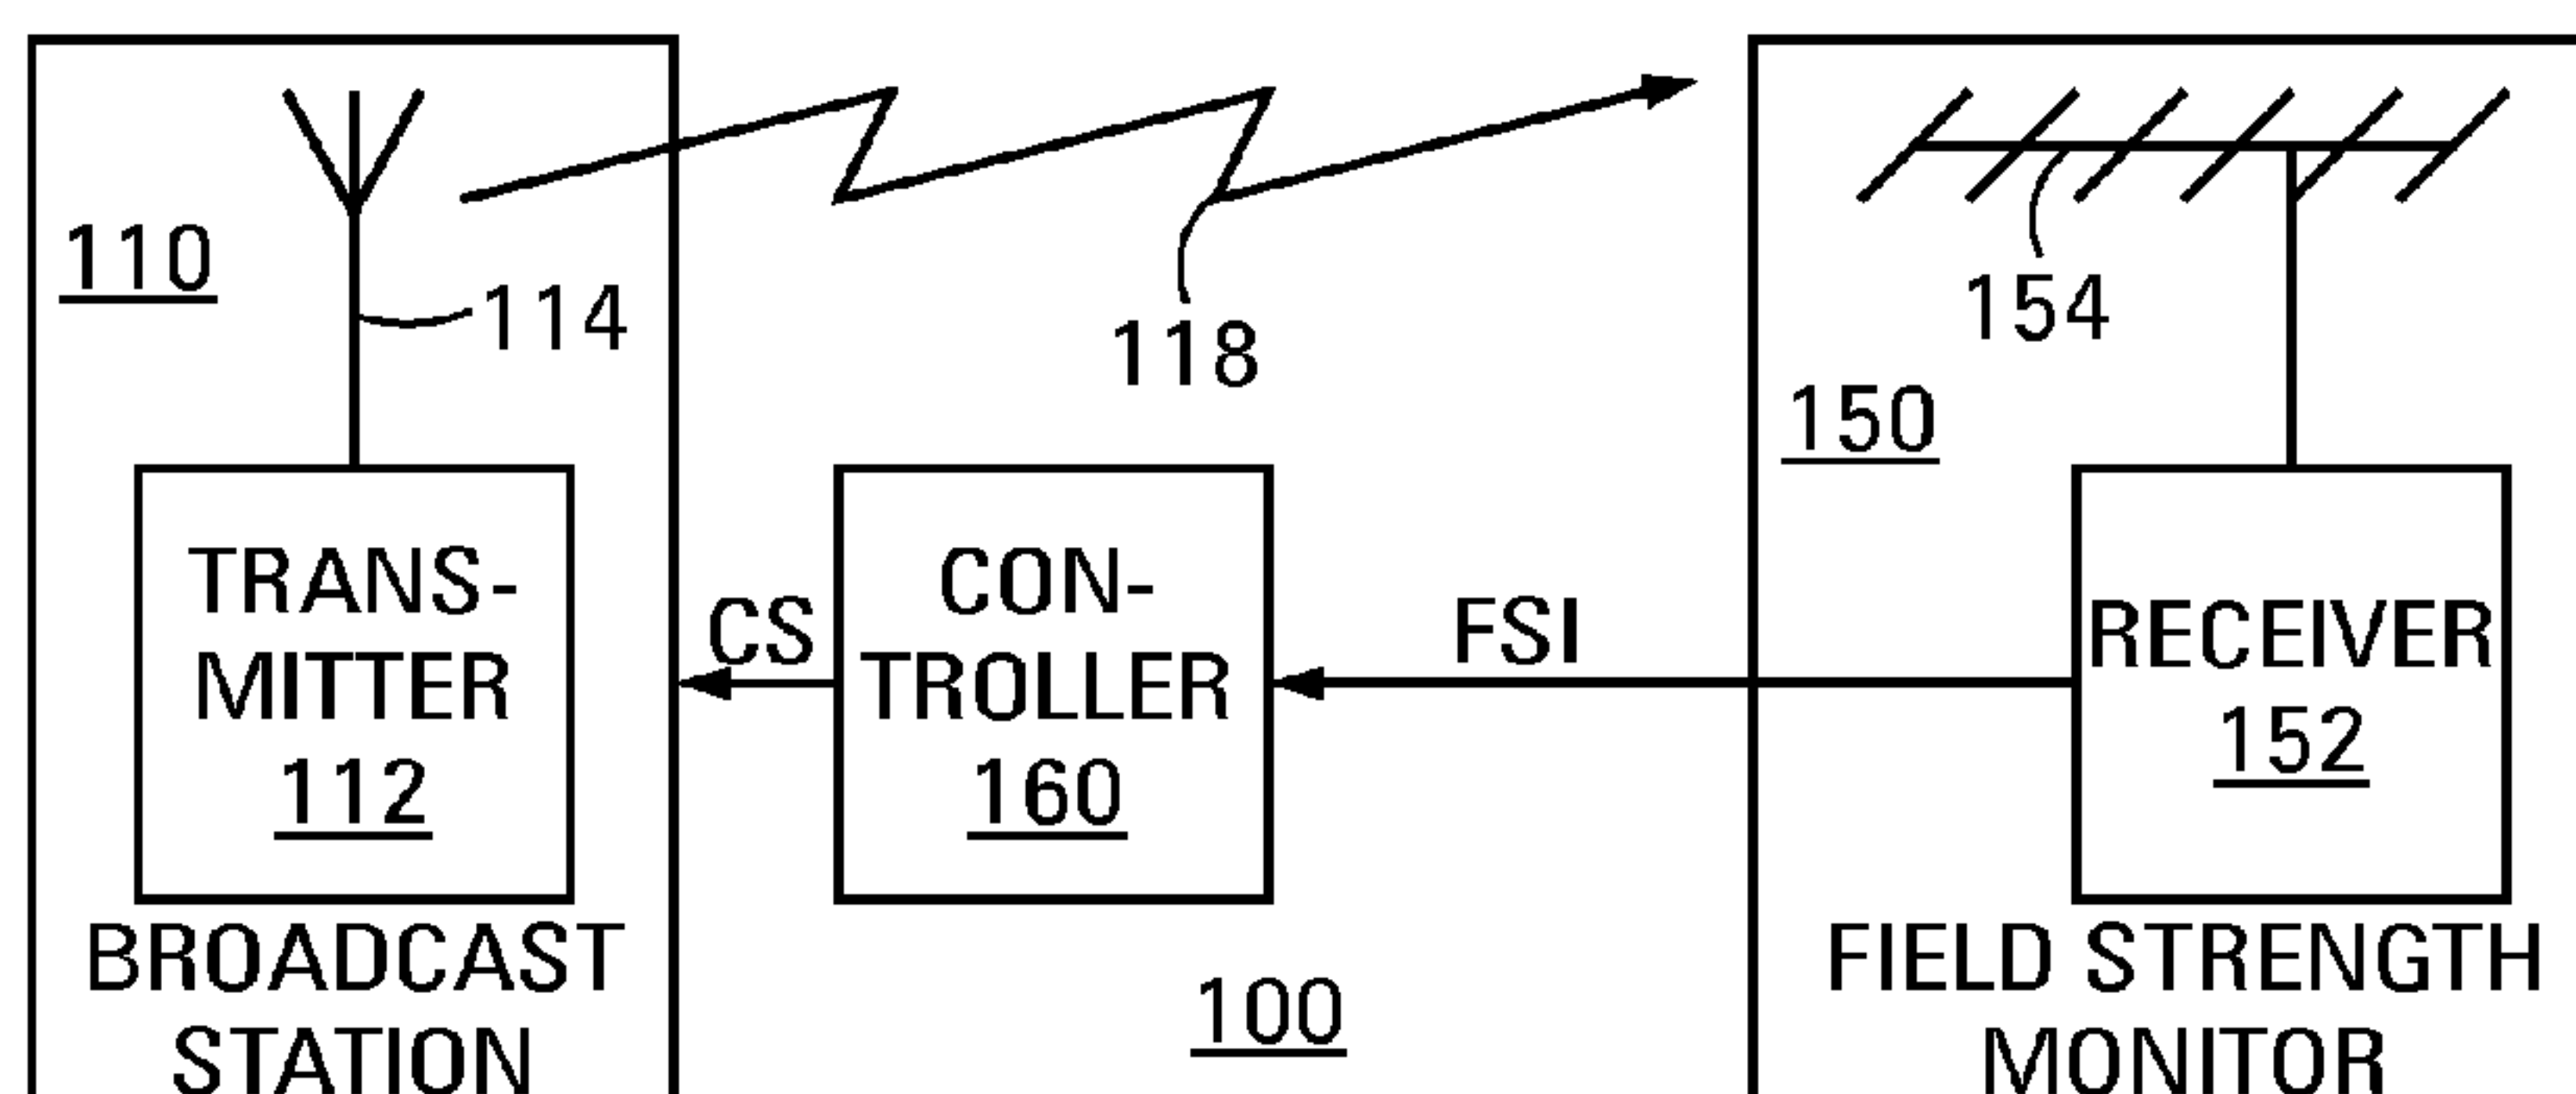 110
114
TRANS-
MITTER
112
BROADCAST
STATION
118
CS
CON-
TROLLER
160
FSI
100
154
150
RECEIVER
152
FIELD STRENGTH
MONITOR